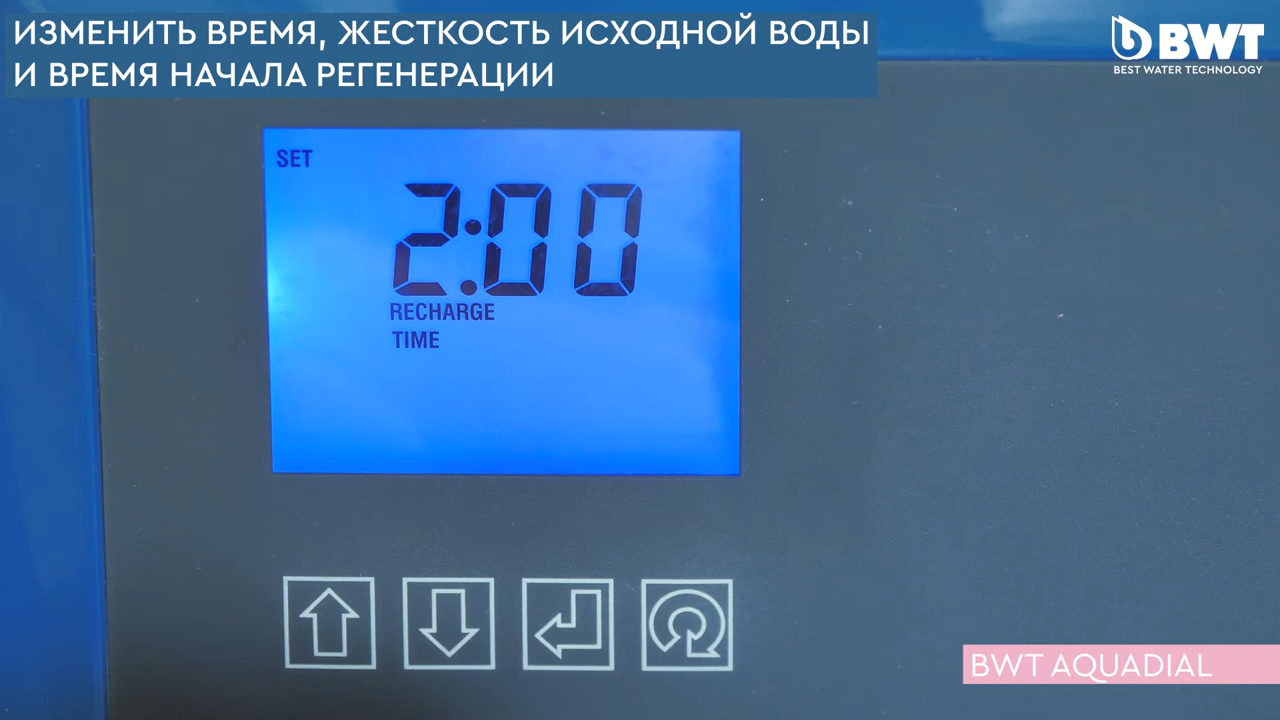 ИЗМЕНИТЬ ВРЕМЯ, ЖЕСТКОСТЬ ИСХОДНОЙ ВОДЫ
И ВРЕМЯ НАЧАЛА РЕГЕНЕРАЦИИ
BWT
BEST WATER TECHNOLOGY
SET
2:00
RECHARGE
TIME
BWT AQUADIAL